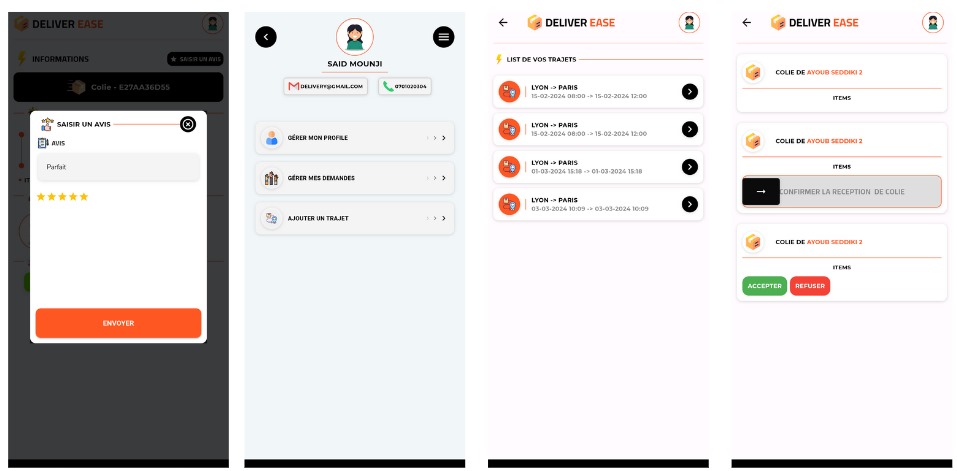 DELIVER EASE
INFORMATIONS
SAISIR UN AVIS
Colie - E27AA36D55
SAISIR UN AVIS
AVIS
Parfait
ENVOYER
SAID MOUNJI
DELIVERY@GMAIL.COM
0701020304
GÉRER MON PROFILE
GÉRER MES DEMANDES
AJOUTER UN TRAJET
DELIVER EASE
LIST DE VOS TRAJETS
LYON -> PARIS
15-02-2024 08:00 -> 15-02-2024 12:00
LYON -> PARIS
15-02-2024 08:00 -> 15-02-2024 12:00
LYON -> PARIS
01-03-2024 15:18 -> 01-03-2024 15:18
LYON -> PARIS
03-03-2024 10:09 -> 03-03-2024 10:09
DELIVER EASE
COLIE DE AYOUB SEDDIKI 2
ITEMS
COLIE DE AYOUB SEDDIKI 2
ITEMS
CONFIRMER LA RECEPTION DE COLIE
COLIE DE AYOUB SEDDIKI 2
ITEMS
ACCEPTER
REFUSER